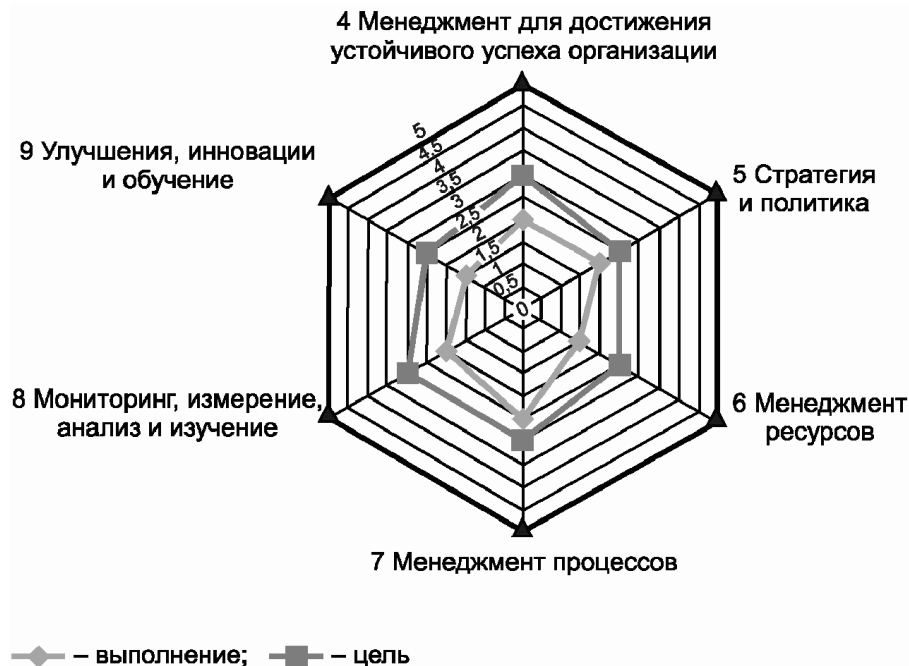 4 Менеджмент для достижения
устойчивого успеха организации
5
4,5
4
3,5
3
2,5
2
1,5
1
0,5
0
9 Улучшения, инновации
и обучение
5 Стратегия
и политика
8 Мониторинг, измерение,
анализ и изучение
6 Менеджмент
ресурсов
7 Менеджмент процессов
– выполнение; – цель